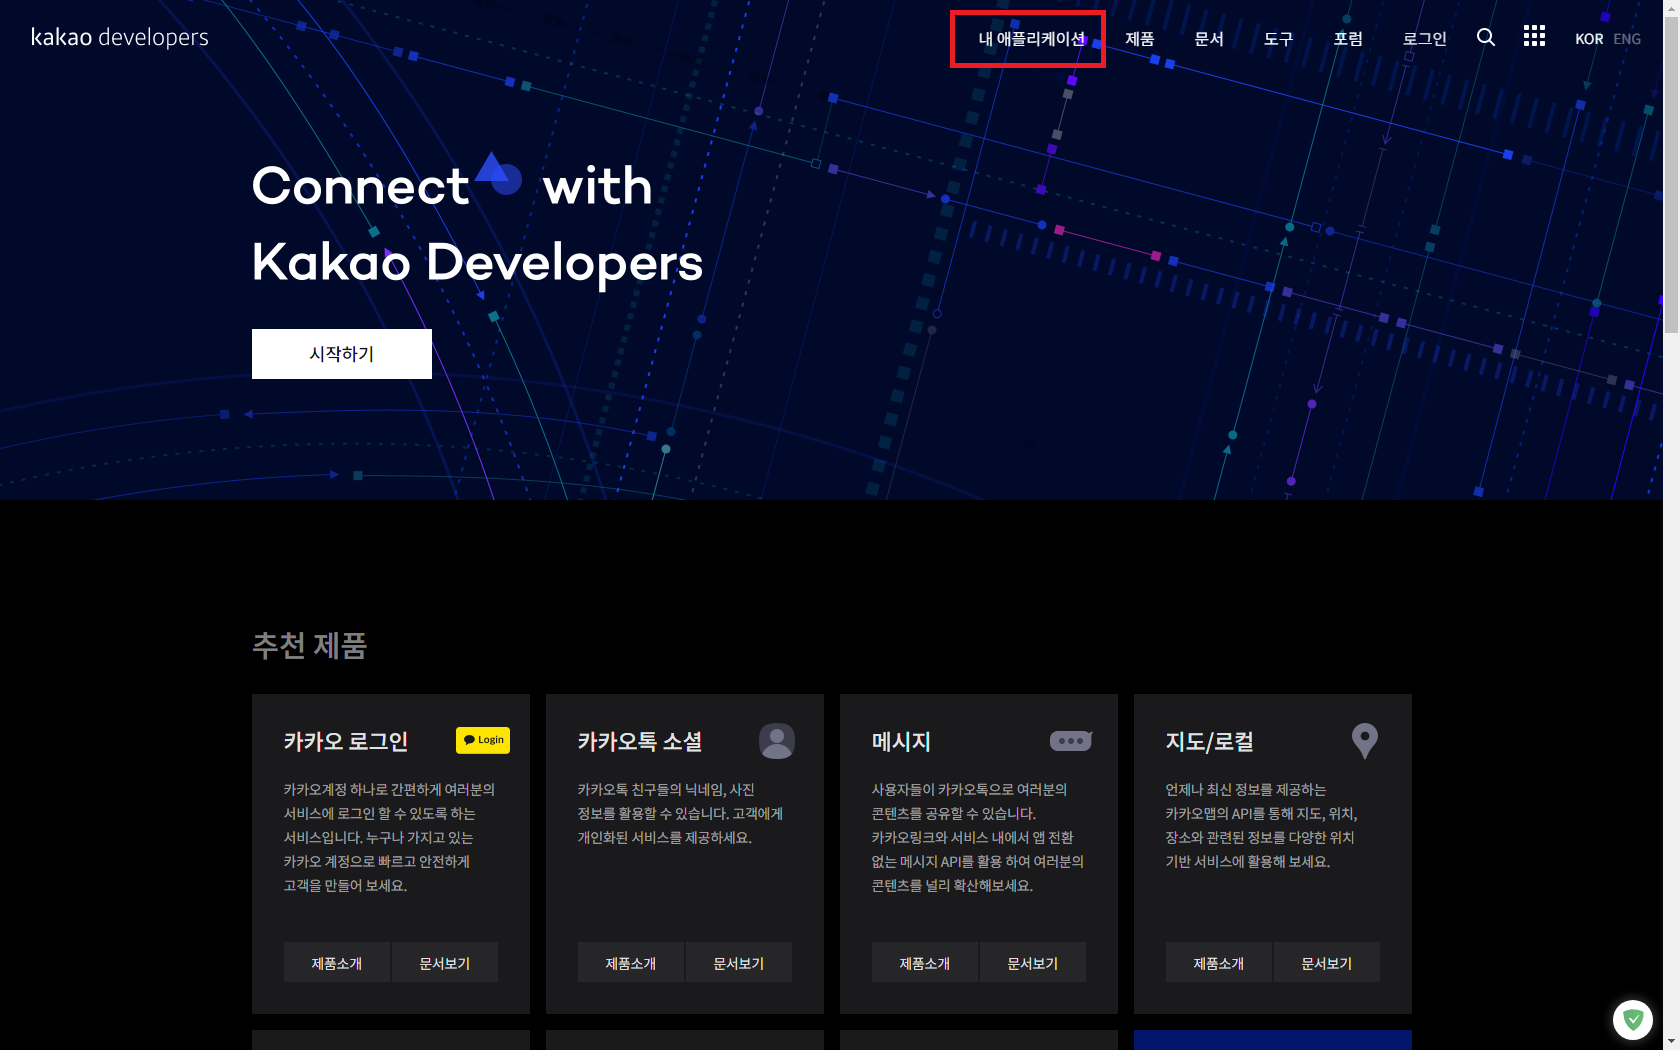 kakao developers
내 애플리케이션 제품 문서 도구 포럼 로그인 KOR ENG
Connect with
Kakao Developers
시작하기
추천 제품
카카오 로그인
Login
카카오계정 하나로 간편하게 여러분의
서비스에 로그인 할 수 있도록 하는
서비스입니다. 누구나 가지고 있는
카카오 계정으로 빠르고 안전하게
고객을 만들어 보세요.
제품소개 문서보기
카카오톡 소셜
카카오톡 친구들의 닉네임, 사진
정보를 활용할 수 있습니다. 고객에게
개인화된 서비스를 제공하세요.
제품소개 문서보기
메시지
사용자들이 카카오톡으로 여러분의
콘텐츠를 공유할 수 있습니다.
카카오링크와 서비스 내에서 앱 전환
없는 메시지 API를 활용 하여 여러분의
콘텐츠를 널리 확산해보세요.
제품소개 문서보기
지도/로컬
언제나 최신 정보를 제공하는
카카오맵의 API를 통해 지도, 위치,
장소와 관련된 정보를 다양한 위치
기반 서비스에 활용해 보세요.
제품소개 문서보기